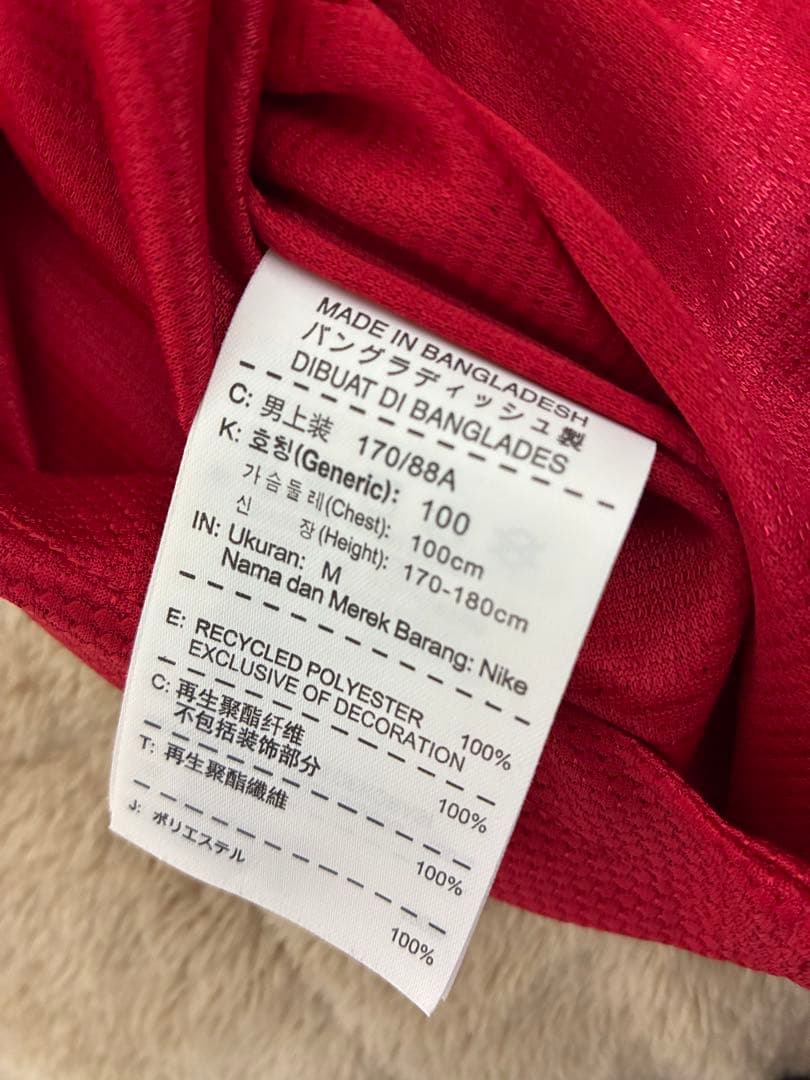 MADE IN BANGLADESH
バングラディッシュ製
DIBUAT DI BANGLADES
C: 男上装 170/88A
K: 호칭(Generic): 100
가슴둘레(Chest): 100cm
신 장(Height): 170-180cm
IN: Ukuran: M
Nama dan Merek Barang: Nike
E: RECYCLED POLYESTER 100%
EXCLUSIVE OF DECORATION
C: 再生聚酯纤维 100%
不包括装饰部分
T: 再生聚酯纖維 100%
J: ポリエステル 100%